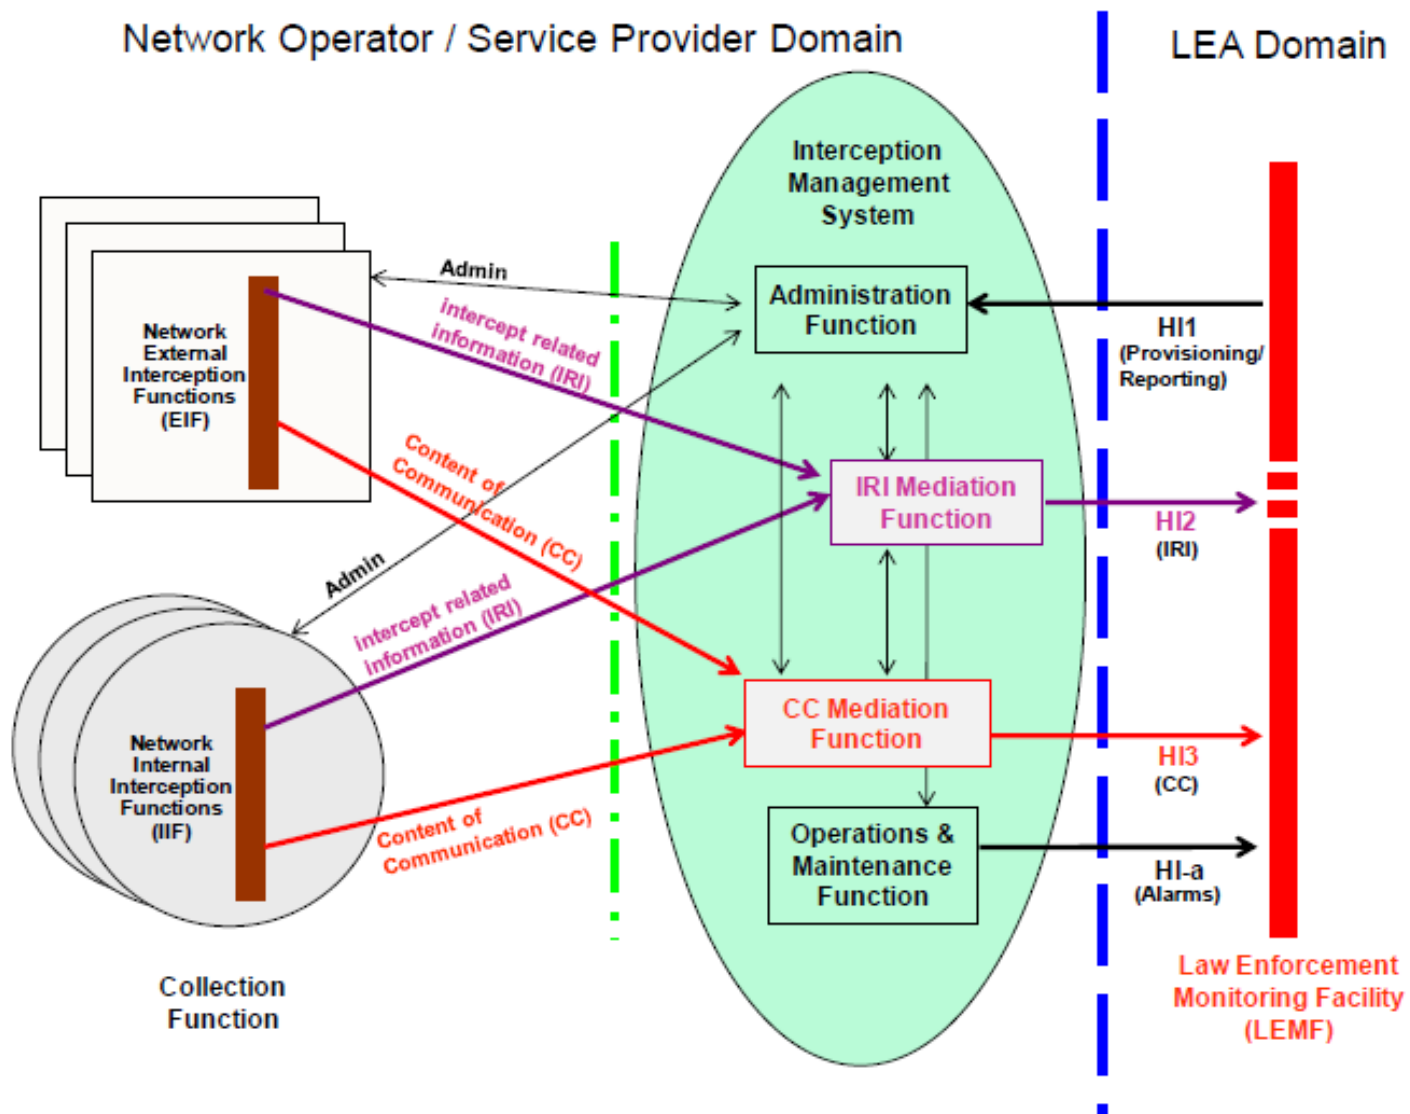 Network Operator / Service Provider Domain
LEA Domain
Interception
Management
System
Admin
intercept related
information (IRI)
Network
External
Interception
Functions
(EIF)
Administration
Function
HI1
(Provisioning/
Reporting)
Content of
Communication (CC)
IRI Mediation
Function
HI2
(IRI)
Admin
intercept related
information (IRI)
CC Mediation
Function
HI3
(CC)
Network
Internal
Interception
Functions
(IIF)
Content of
Communication (CC)
Operations &
Maintenance
Function
HI-a
(Alarms)
Collection
Function
Law Enforcement
Monitoring Facility
(LEMF)